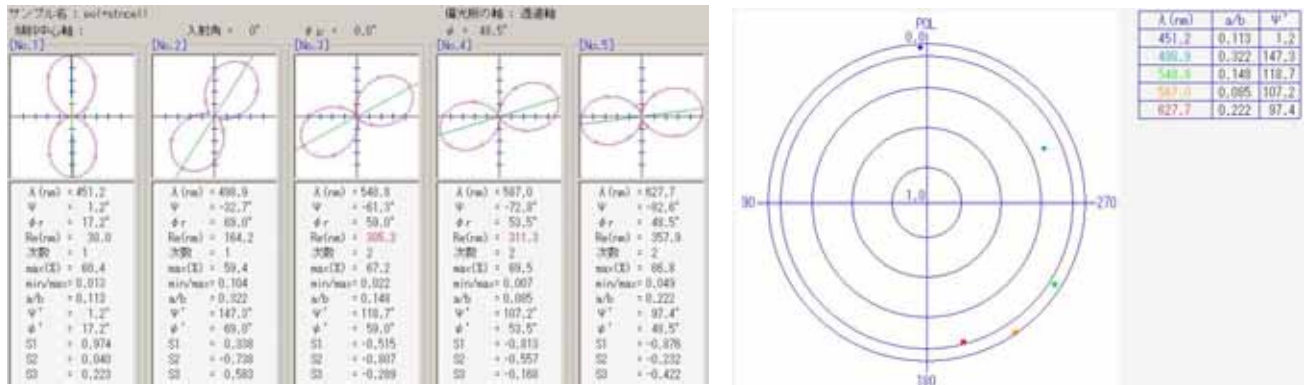 サンプル名 : pol+strpcell
偏光照の軸 : 透過軸
入射角 = 0°
φμ = 0.0°
φ = 48.5°
[No.1] [No.2] [No.3] [No.4] [No.5]
λ(nm) =451.2
Ψ = 1.2°
φr = 17.2°
Re(nm) = 30.0
次数 = 1
max(%) = 60.4
min/max= 0.013
a/b =0.113
Ψ' = 1.2°
φ' = 17.2°
S1 = 0.974
S2 = 0.040
S3 = 0.223
λ(nm) =498.9
Ψ =-32.7°
φr = 69.0°
Re(nm) = 164.2
次数 = 1
max(%) = 59.4
min/max= 0.104
a/b =0.322
Ψ' =147.3°
φ' = 69.0°
S1 = 0.338
S2 =-0.738
S3 = 0.583
λ(nm) =548.8
Ψ =-61.3°
φr = 59.0°
Re(nm) = 305.3
次数 = 2
max(%) = 67.2
min/max= 0.022
a/b =0.148
Ψ' =118.7°
φ' = 59.0°
S1 =-0.515
S2 =-0.807
S3 =-0.289
λ(nm) =587.0
Ψ =-72.8°
φr = 53.5°
Re(nm) = 311.3
次数 = 2
max(%) = 69.5
min/max= 0.007
a/b =0.085
Ψ' =107.2°
φ' = 53.5°
S1 =-0.813
S2 =-0.557
S3 =-0.168
λ(nm) =627.7
Ψ =-82.6°
φr = 48.5°
Re(nm) = 357.9
次数 = 2
max(%) = 66.8
min/max= 0.049
a/b =0.222
Ψ' = 97.4°
φ' = 48.5°
S1 =-0.876
S2 =-0.232
S3 =-0.422
POL
0.0
1.0
90
270
180
λ(nm) a/b Ψ'
451.2 0.113 1.2
498.9 0.322 147.3
548.8 0.148 118.7
587.0 0.085 107.2
627.7 0.222 97.4